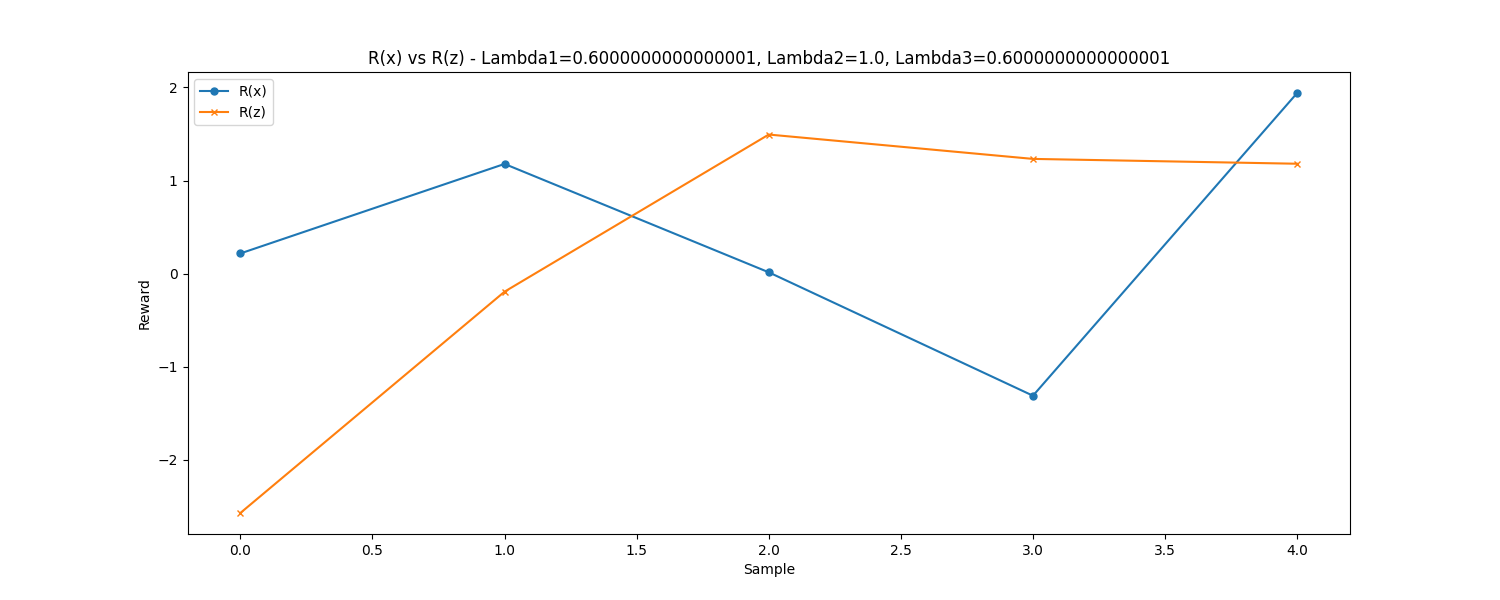 R(x) vs R(z) - Lambda1=0.6000000000000001, Lambda2=1.0, Lambda3=0.6000000000000001
R(x)
R(z)
2
1
0
−1
−2
Reward
0.0 0.5 1.0 1.5 2.0 2.5 3.0 3.5 4.0
Sample